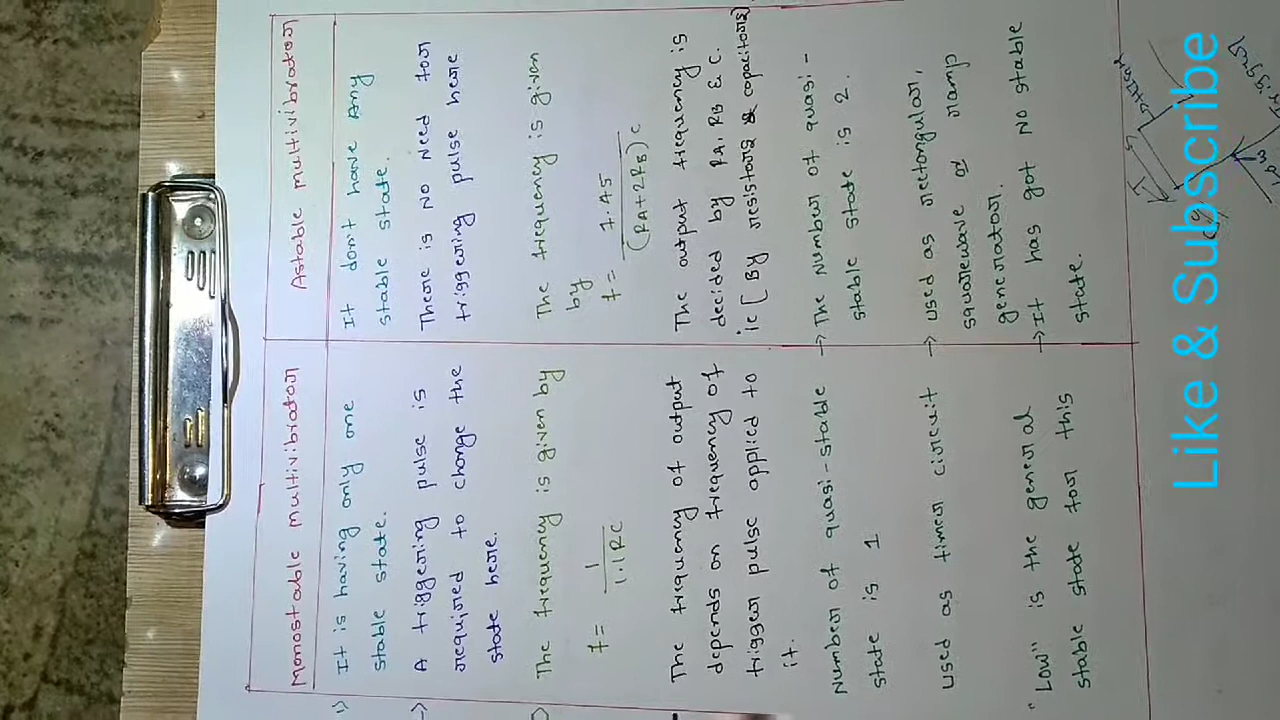 Monostable multivibrator
1) It is having only one
stable state.
→ A triggering pulse is
required to change the
state here.
The frequency is given by
f = 1 / 1.1RC
The frequency of output
depends on frequency of
trigger pulse applied to
it.
Number of quasi-stable
state is 1
used as timer circuit
"Low" is the general
stable state for this
Astable multivibrator
It don't have any
stable state.
There is no need for
triggering pulse here
The frequency is given
by
f = 1.45 / (RA+2RB)C
The output frequency is
decided by RA, RB & C.
ie [By resistors & capacitors]
→ The number of quasi-
stable state is 2.
→ used as rectangular,
squarewave or ramp
generator.
→ It has got no stable
state.
Like & Subscribe